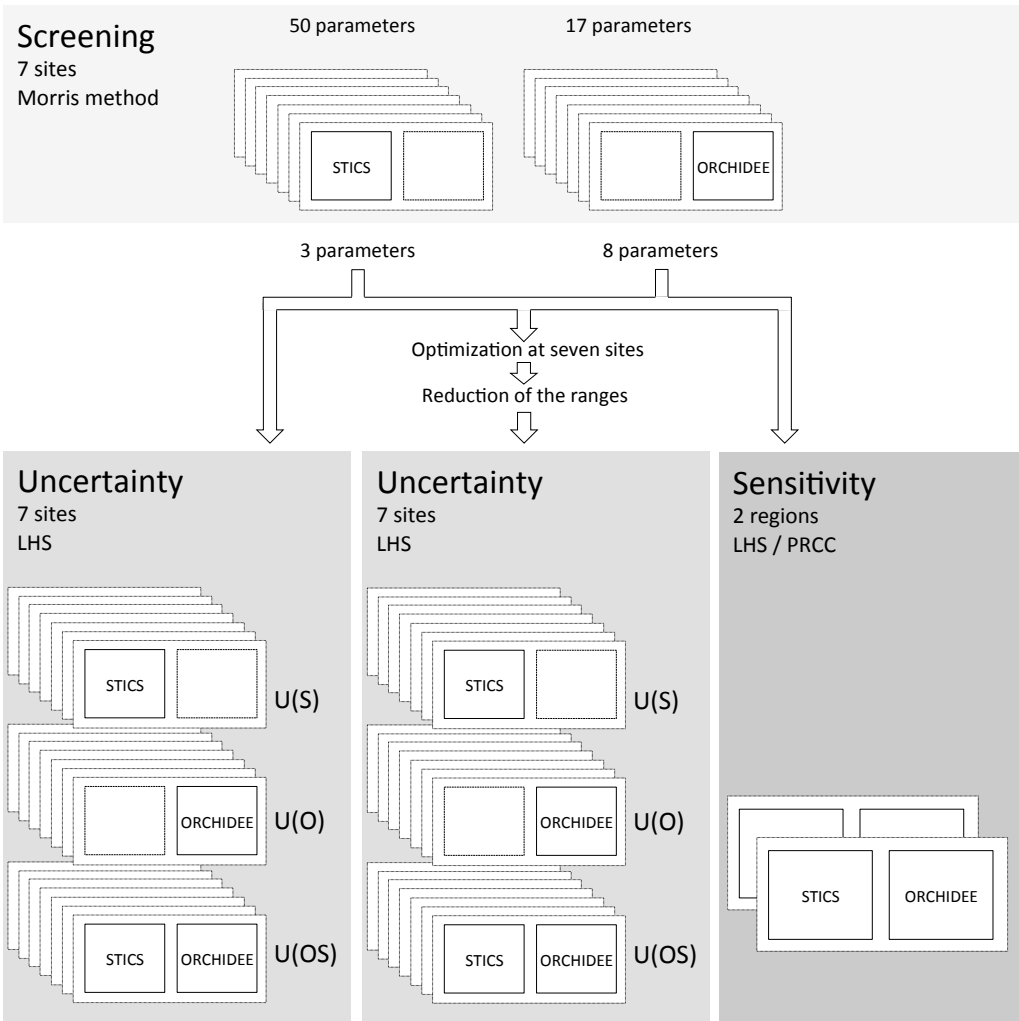 Screening
7 sites
Morris method
50 parameters
17 parameters
STICS
ORCHIDEE
3 parameters
8 parameters
Optimization at seven sites
Reduction of the ranges
Uncertainty
7 sites
LHS
STICS
U(S)
ORCHIDEE
U(O)
STICS
ORCHIDEE
U(OS)
Uncertainty
7 sites
LHS
STICS
U(S)
ORCHIDEE
U(O)
STICS
ORCHIDEE
U(OS)
Sensitivity
2 regions
LHS / PRCC
STICS
ORCHIDEE